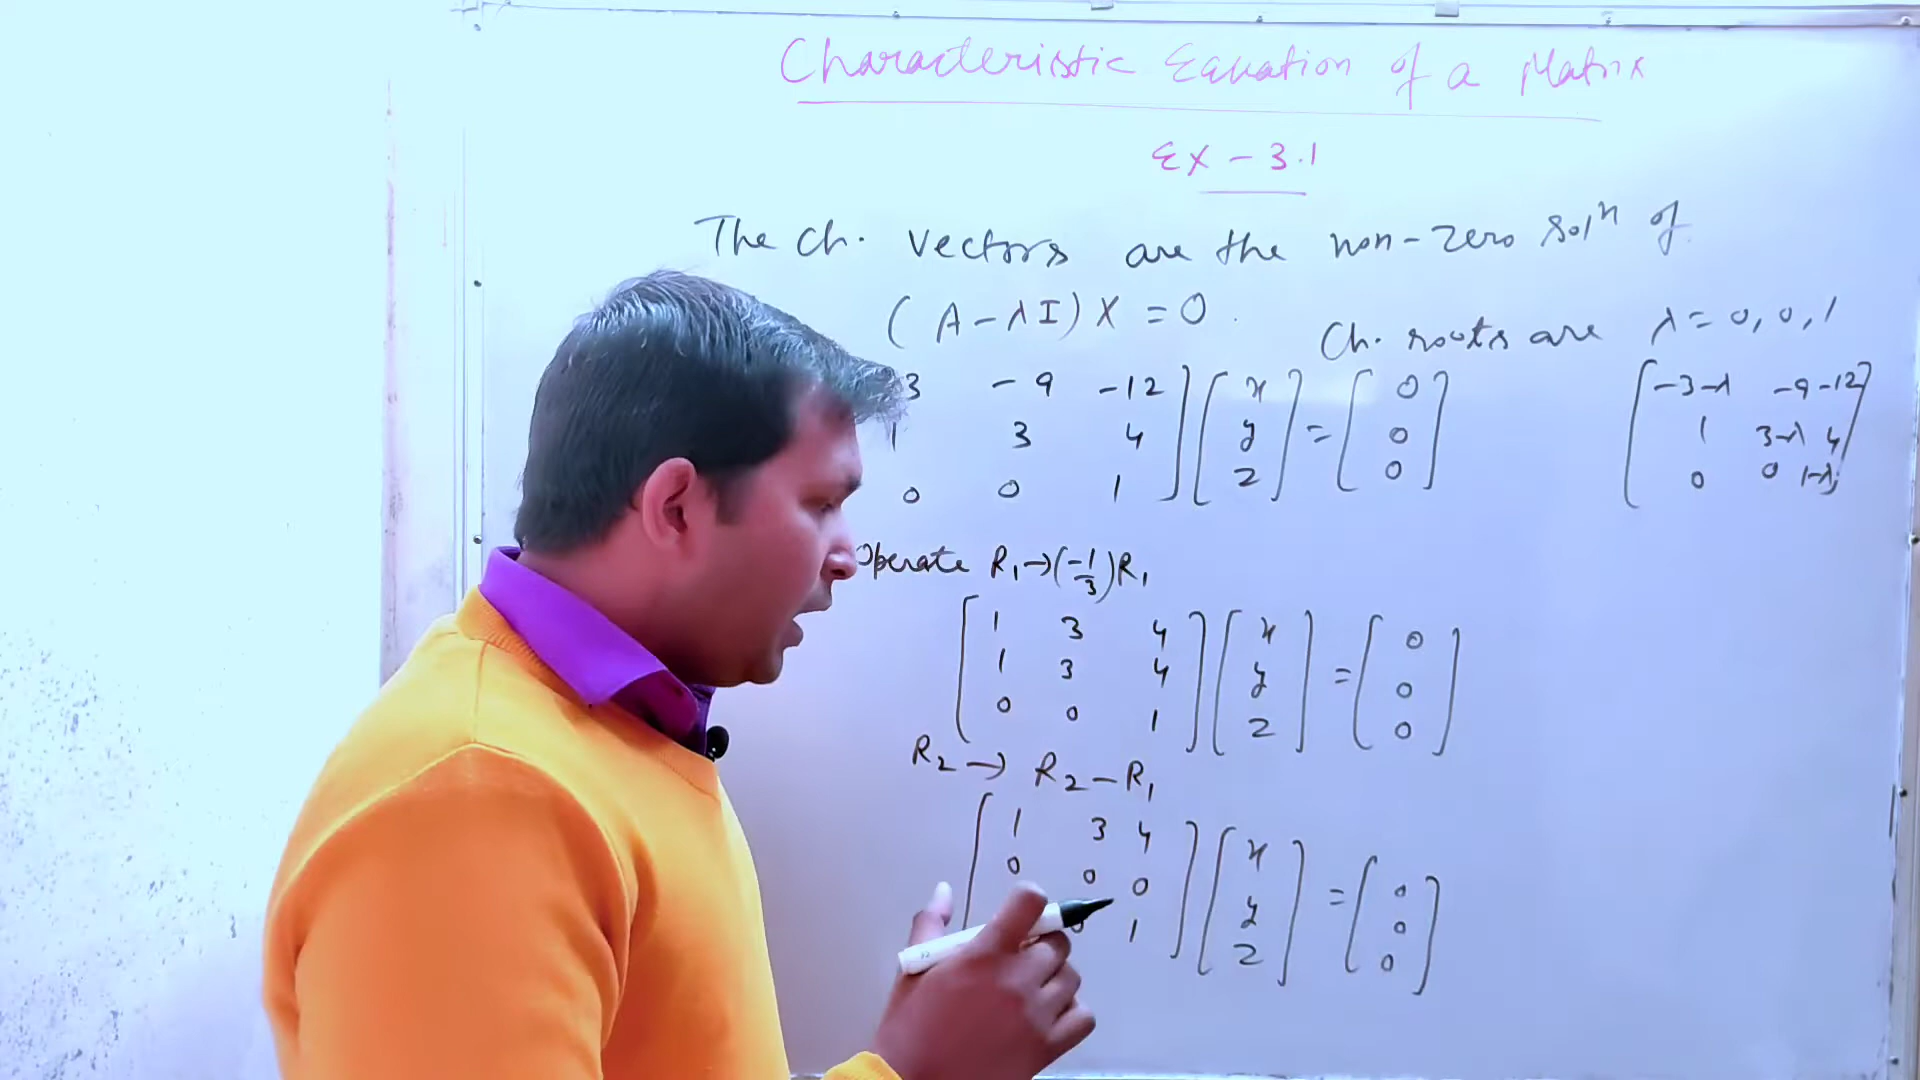 Characteristic Equation of a Matrix
Ex - 3.1
The ch. vectors are the non-zero solⁿ of
(A - λI) X = 0.
Ch. roots are λ = 0, 0, 1
3 -9 -12] [x] = [0]
1 3 4] [y] = [0]
0 0 1] [z] = [0]
[-3-λ -9 -12]
[1 3-λ 4]
[0 0 1-λ]
Operate R₁→(-1/3)R₁
[1 3 4] [x] = [0]
[1 3 4] [y] = [0]
[0 0 1] [z] = [0]
R₂ → R₂ - R₁
[1 3 4] [x] = [0]
[0 0 0] [y] = [0]
0 1] [z] = [0]